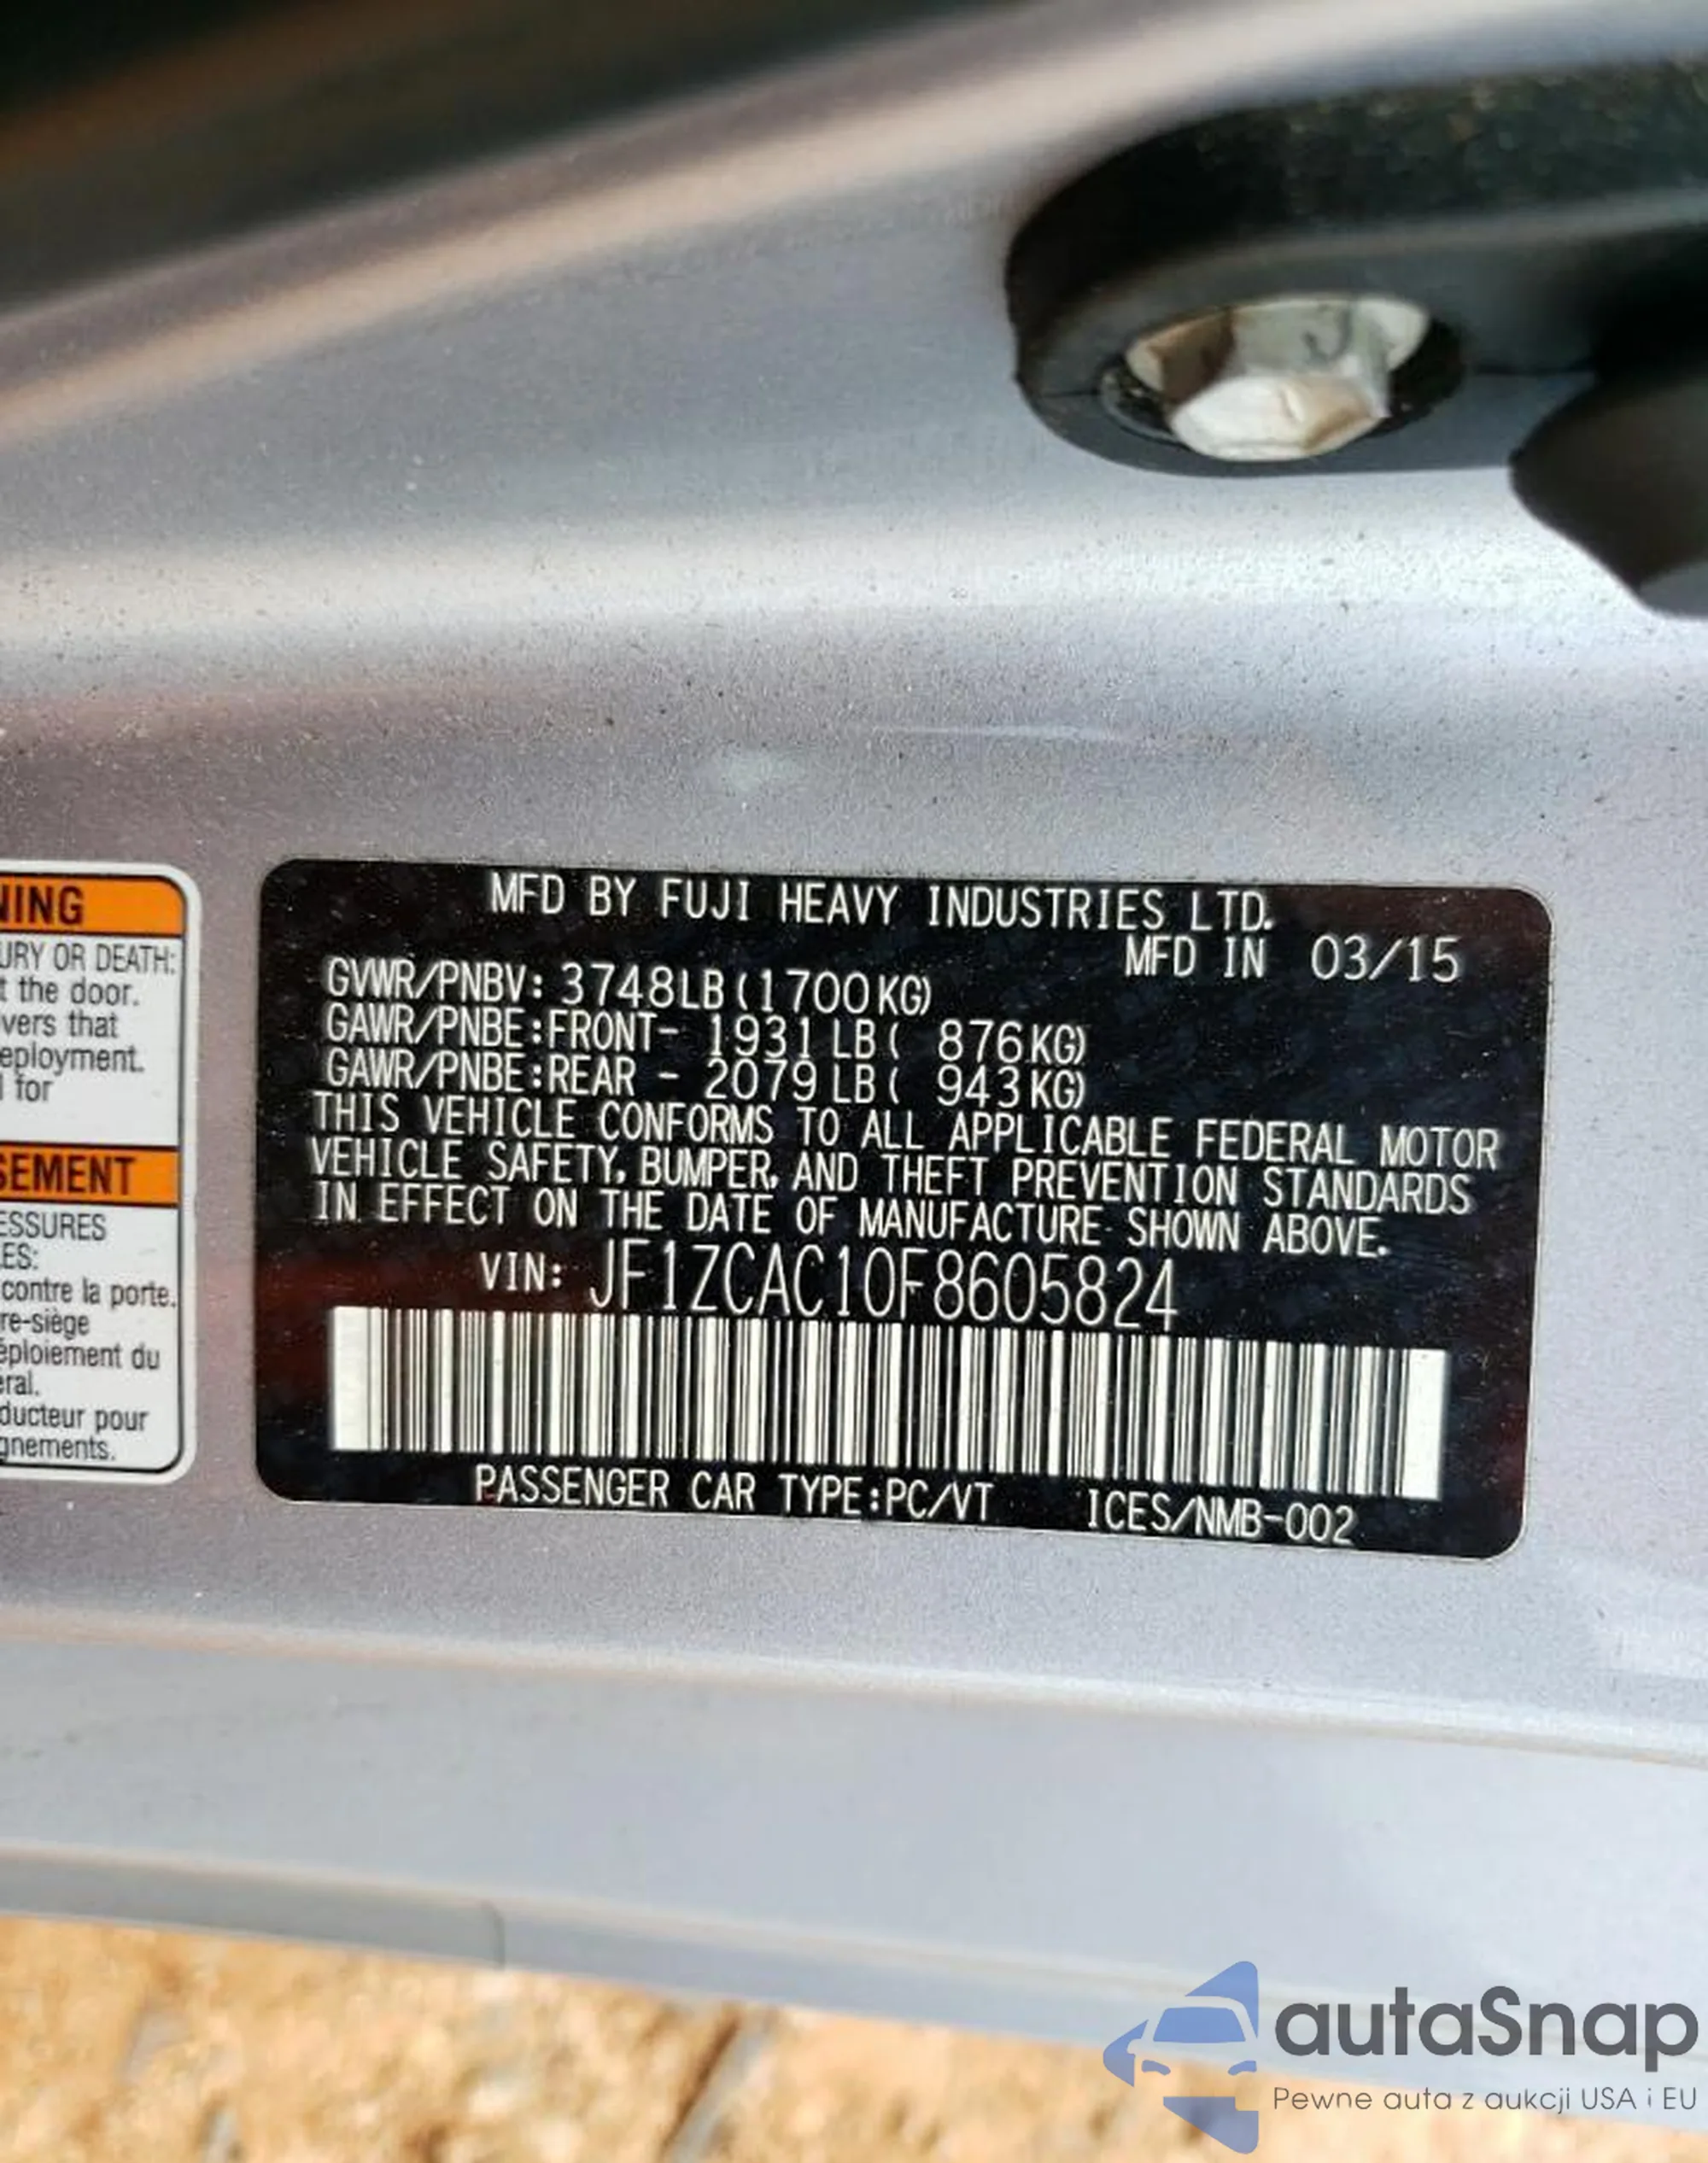 MFD BY FUJI HEAVY INDUSTRIES LTD.
MFD IN 03/15
GVWR/PNBV: 3748LB(1700KG)
GAWR/PNBE:FRONT- 1931 LB( 876KG)
GAWR/PNBE:REAR - 2079 LB( 943KG)
THIS VEHICLE CONFORMS TO ALL APPLICABLE FEDERAL MOTOR
VEHICLE SAFETY, BUMPER, AND THEFT PREVENTION STANDARDS
IN EFFECT ON THE DATE OF MANUFACTURE SHOWN ABOVE.
VIN: JF1ZCAC10F8605824
PASSENGER CAR TYPE:PC/VT ICES/NMB-002
NING
URY OR DEATH:
t the door.
vers that
eployment.
l for
SEMENT
ESSURES
ES:
contre la porte.
re-siège
éploiement du
éral.
ducteur pour
gnements.
autaSnap
Pewne auta z aukcji USA i EU